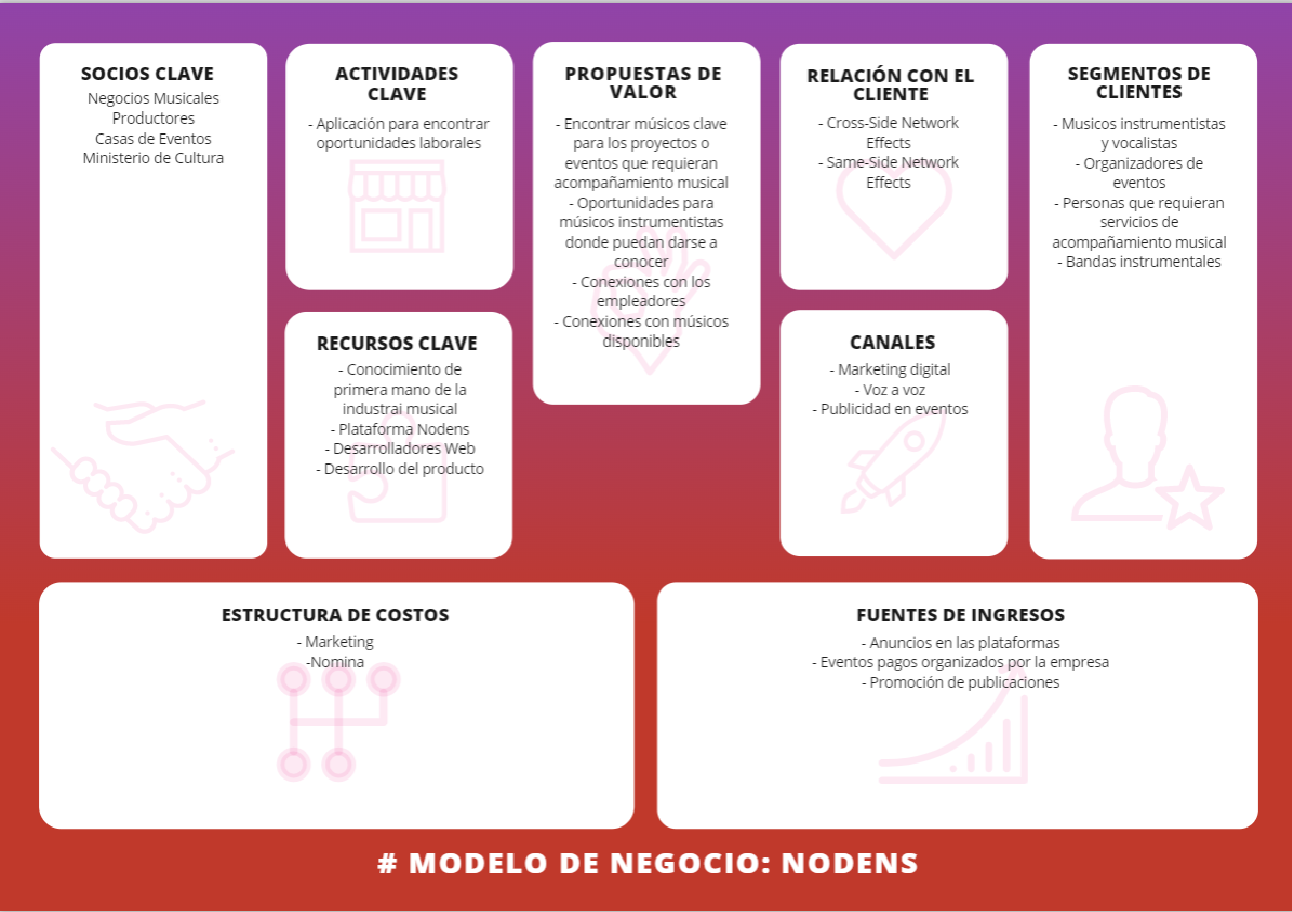 SOCIOS CLAVE
Negocios Musicales
Productores
Casas de Eventos
Ministerio de Cultura
ACTIVIDADES
CLAVE
- Aplicación para encontrar
oportunidades laborales
RECURSOS CLAVE
- Conocimiento de
primera mano de la
industrai musical
- Plataforma Nodens
- Desarrolladores Web
- Desarrollo del producto
PROPUESTAS DE
VALOR
- Encontrar músicos clave
para los proyectos o
eventos que requieran
acompañamiento musical
- Oportunidades para
músicos instrumentistas
donde puedan darse a
conocer
- Conexiones con los
empleadores
- Conexiones con músicos
disponibles
RELACIÓN CON EL
CLIENTE
- Cross-Side Network
Effects
- Same-Side Network
Effects
CANALES
- Marketing digital
- Voz a voz
- Publicidad en eventos
SEGMENTOS DE
CLIENTES
- Musicos instrumentistas
y vocalistas
- Organizadores de
eventos
- Personas que requieran
servicios de
acompañamiento musical
- Bandas instrumentales
ESTRUCTURA DE COSTOS
- Marketing
-Nomina
FUENTES DE INGRESOS
- Anuncios en las plataformas
- Eventos pagos organizados por la empresa
- Promoción de publicaciones
# MODELO DE NEGOCIO: NODENS